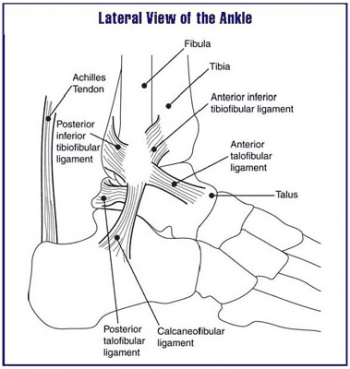 Lateral View of the Ankle
Fibula
Tibia
Achilles
Tendon
Anterior inferior
tibiofibular ligament
Posterior
inferior
tibiofibular
ligament
Anterior
talofibular
ligament
Talus
Posterior
talofibular
ligament
Calcaneofibular
ligament